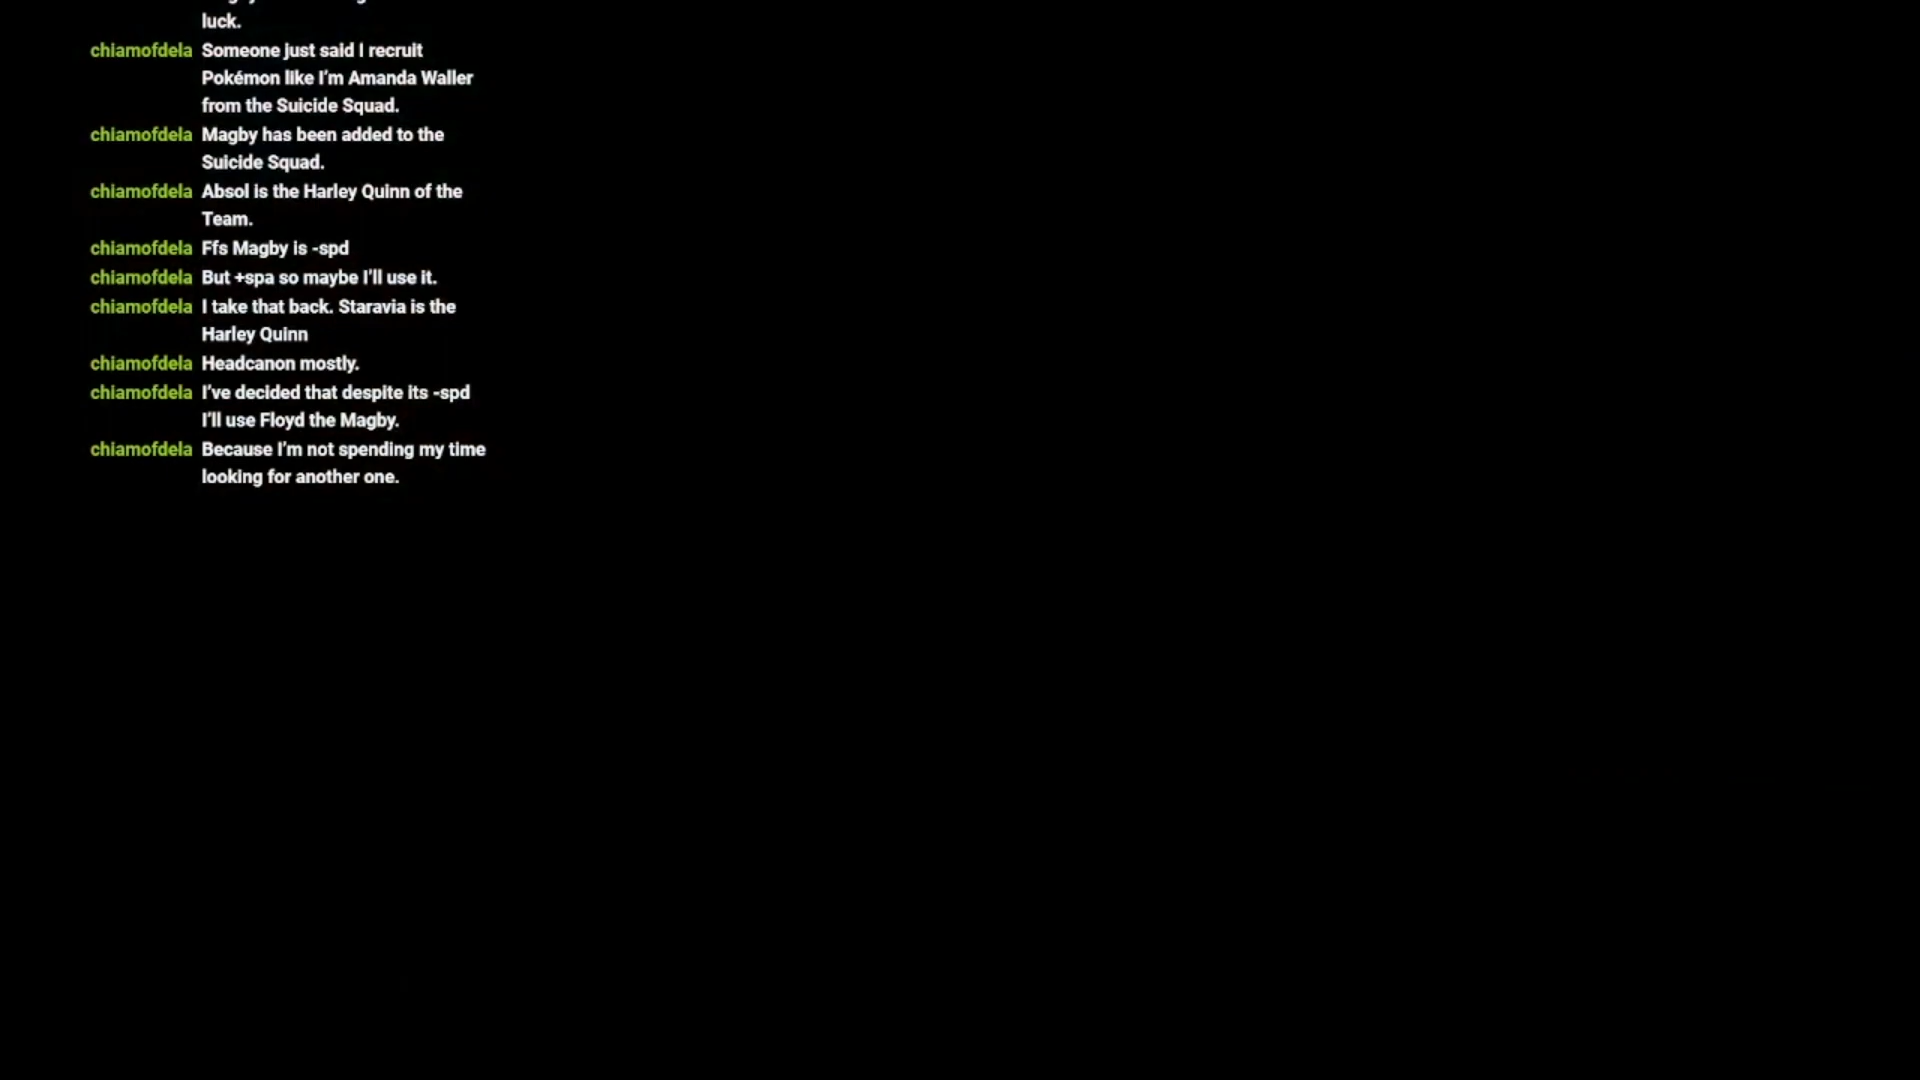 luck.
chiamofdela Someone just said I recruit
Pokémon like I'm Amanda Waller
from the Suicide Squad.
chiamofdela Magby has been added to the
Suicide Squad.
chiamofdela Absol is the Harley Quinn of the
Team.
chiamofdela Ffs Magby is -spd
chiamofdela But +spa so maybe I'll use it.
chiamofdela I take that back. Staravia is the
Harley Quinn
chiamofdela Headcanon mostly.
chiamofdela I've decided that despite its -spd
I'll use Floyd the Magby.
chiamofdela Because I'm not spending my time
looking for another one.